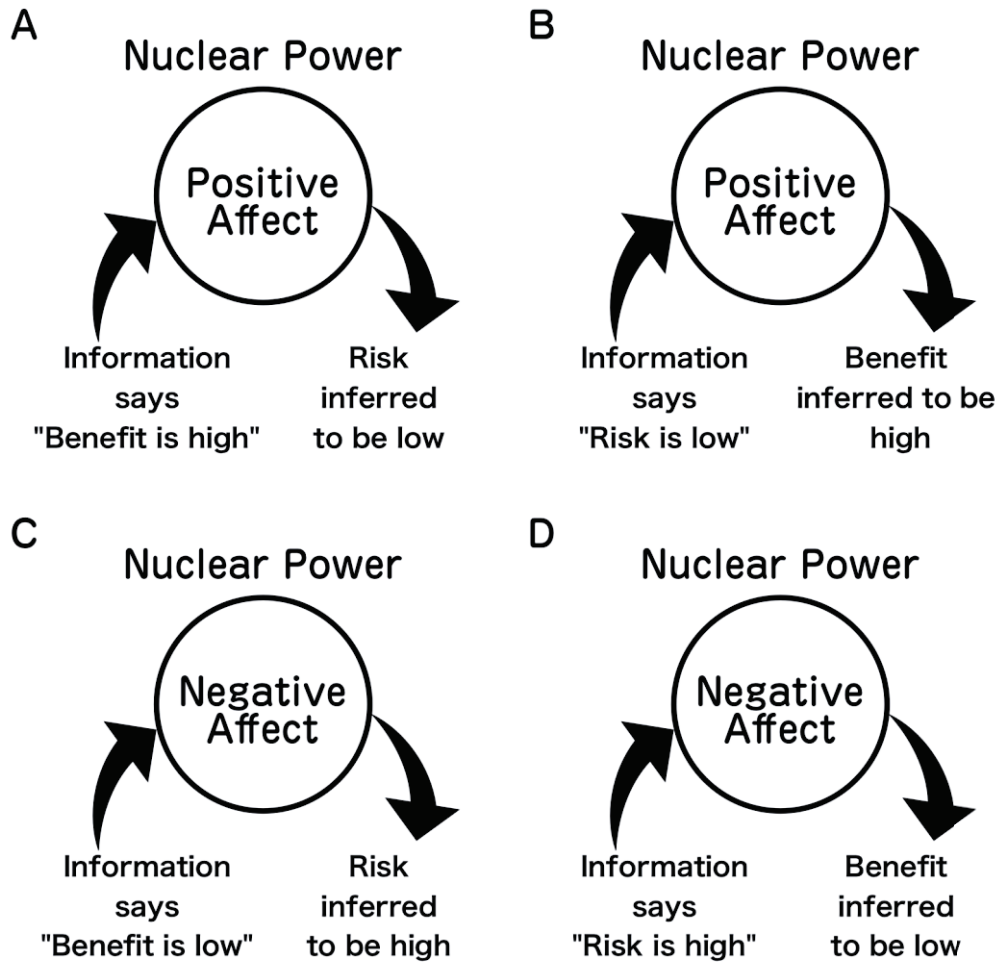 A
Nuclear Power
Positive
Affect
Information
says
"Benefit is high"
Risk
inferred
to be low
B
Nuclear Power
Positive
Affect
Information
says
"Risk is low"
Benefit
inferred to be
high
C
Nuclear Power
Negative
Affect
Information
says
"Benefit is low"
Risk
inferred
to be high
D
Nuclear Power
Negative
Affect
Information
says
"Risk is high"
Benefit
inferred
to be low